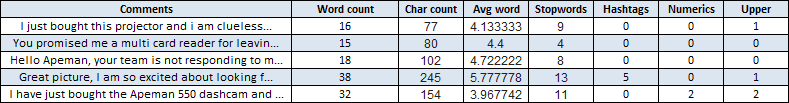 Comments Word count Char count Avg word Stopwords Hashtags Numerics Upper
I just bought this projector and i am clueless... 16 77 4.133333 9 0 0 1
You promised me a multi card reader for leavin... 15 80 4.4 4 0 0 0
Hello Apeman, your team is not responding to m... 18 102 4.722222 8 0 0 0
Great picture, I am so excited about looking f... 38 245 5.777778 13 5 0 1
I have just bought the Apeman 550 dashcam and ... 32 154 3.967742 11 0 2 2